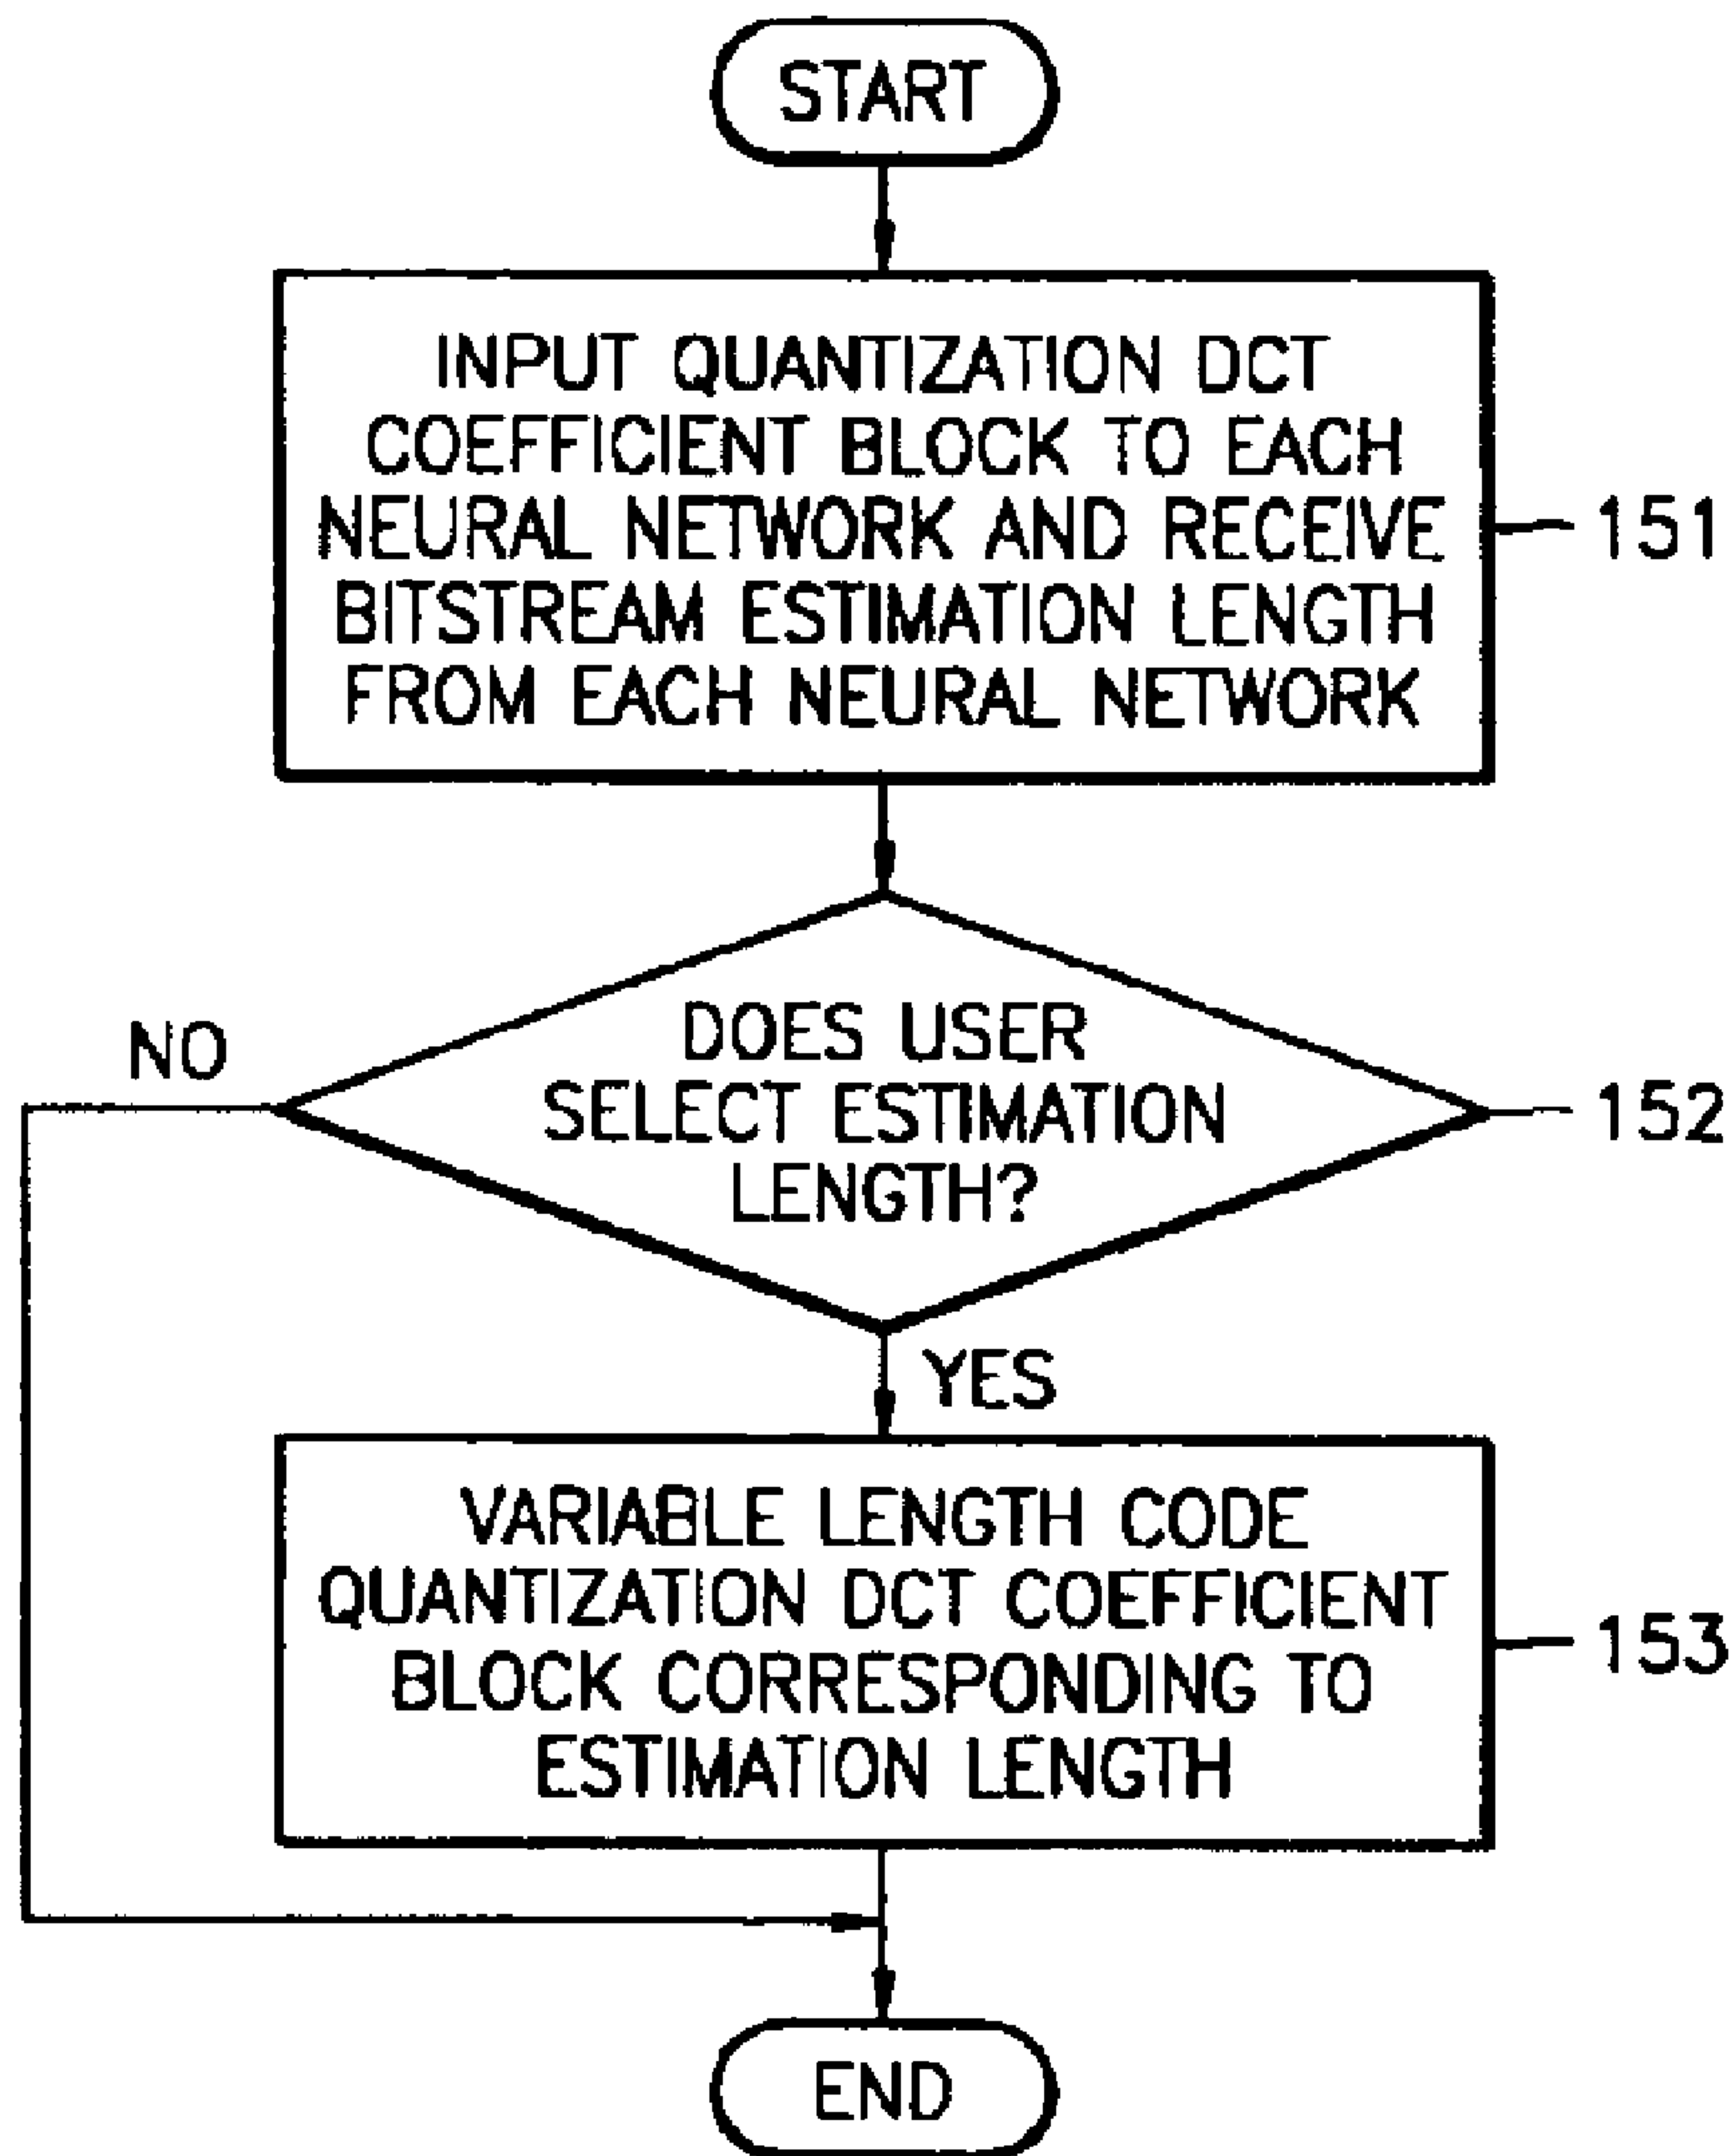 START
INPUT QUANTIZATION DCT
COEFFICIENT BLOCK TO EACH
NEURAL NETWORK AND RECEIVE
BITSTREAM ESTIMATION LENGTH
FROM EACH NEURAL NETWORK
151
DOES USER
SELECT ESTIMATION
LENGTH?
NO
152
YES
VARIABLE LENGTH CODE
QUANTIZATION DCT COEFFICIENT
BLOCK CORRESPONDING TO
ESTIMATION LENGTH
153
END